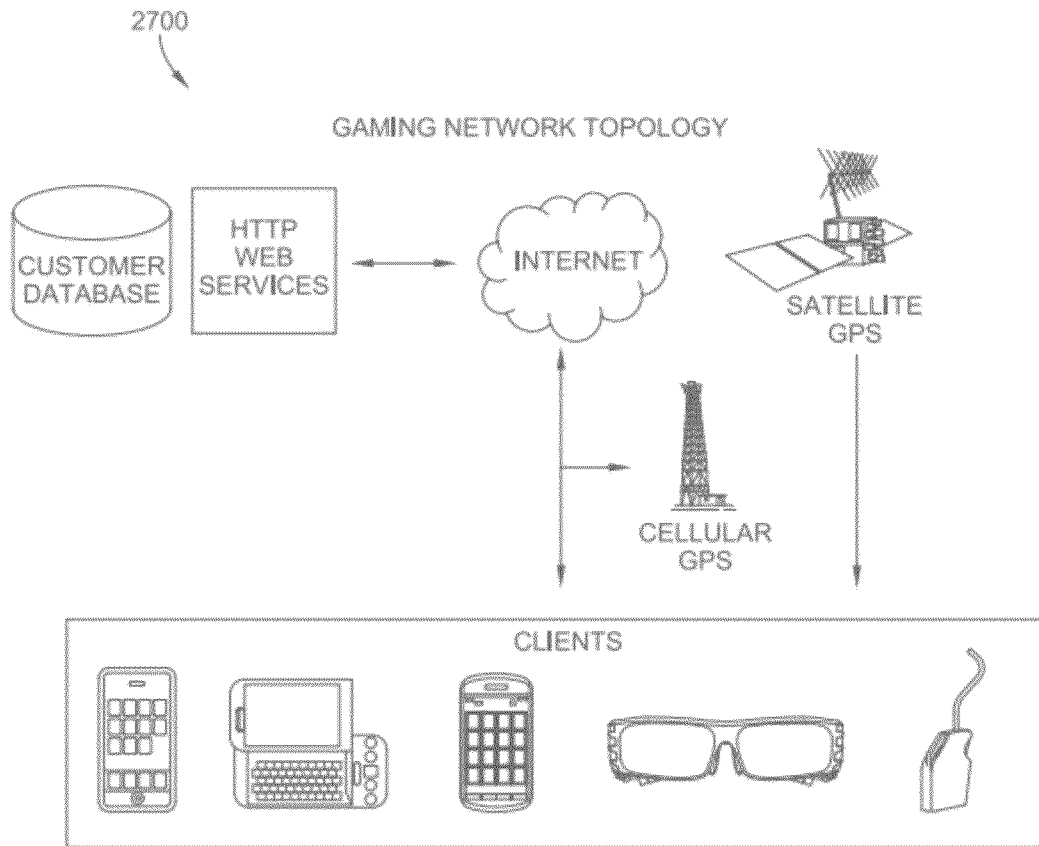 2700
GAMING NETWORK TOPOLOGY
CUSTOMER
DATABASE
HTTP
WEB
SERVICES
INTERNET
SATELLITE
GPS
CELLULAR
GPS
CLIENTS